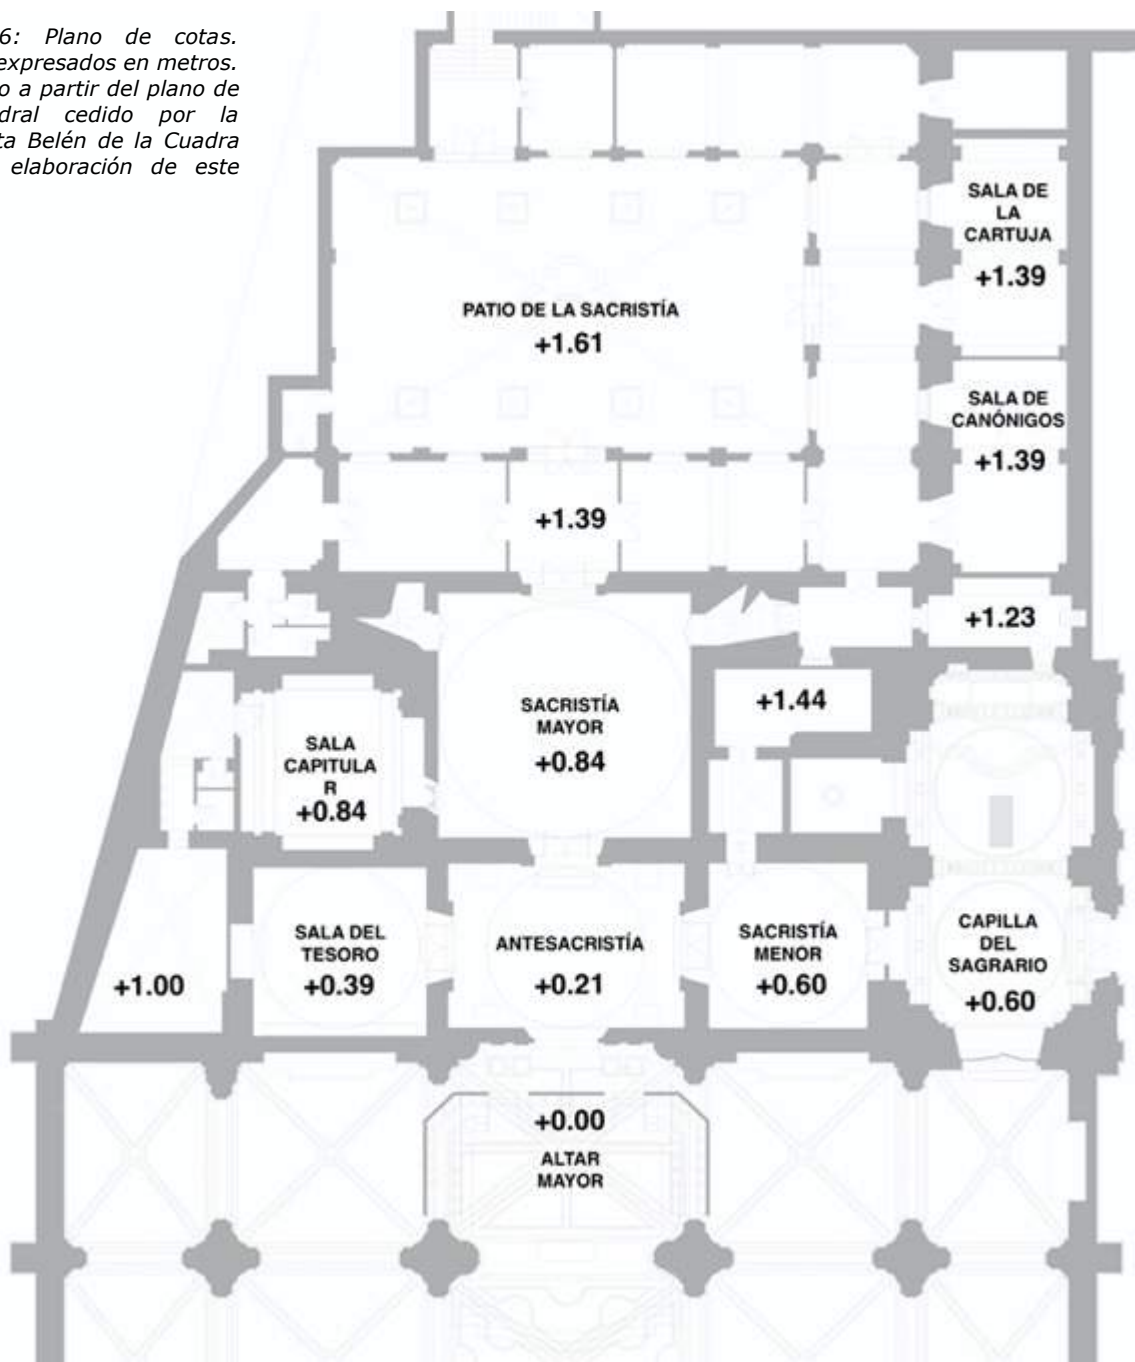 6: Plano de cotas.
expresados en metros.
o a partir del plano de
dral cedido por la
ta Belén de la Cuadra
elaboración de este
SALA DE
LA
CARTUJA
+1.39
PATIO DE LA SACRISTÍA
+1.61
SALA DE
CANÓNIGOS
+1.39
+1.39
+1.23
SACRISTÍA
MAYOR
+0.84
+1.44
SALA
CAPITULA
R
+0.84
SALA DEL
TESORO
+0.39
ANTESACRISTÍA
+0.21
SACRISTÍA
MENOR
+0.60
CAPILLA
DEL
SAGRARIO
+0.60
+1.00
+0.00
ALTAR
MAYOR